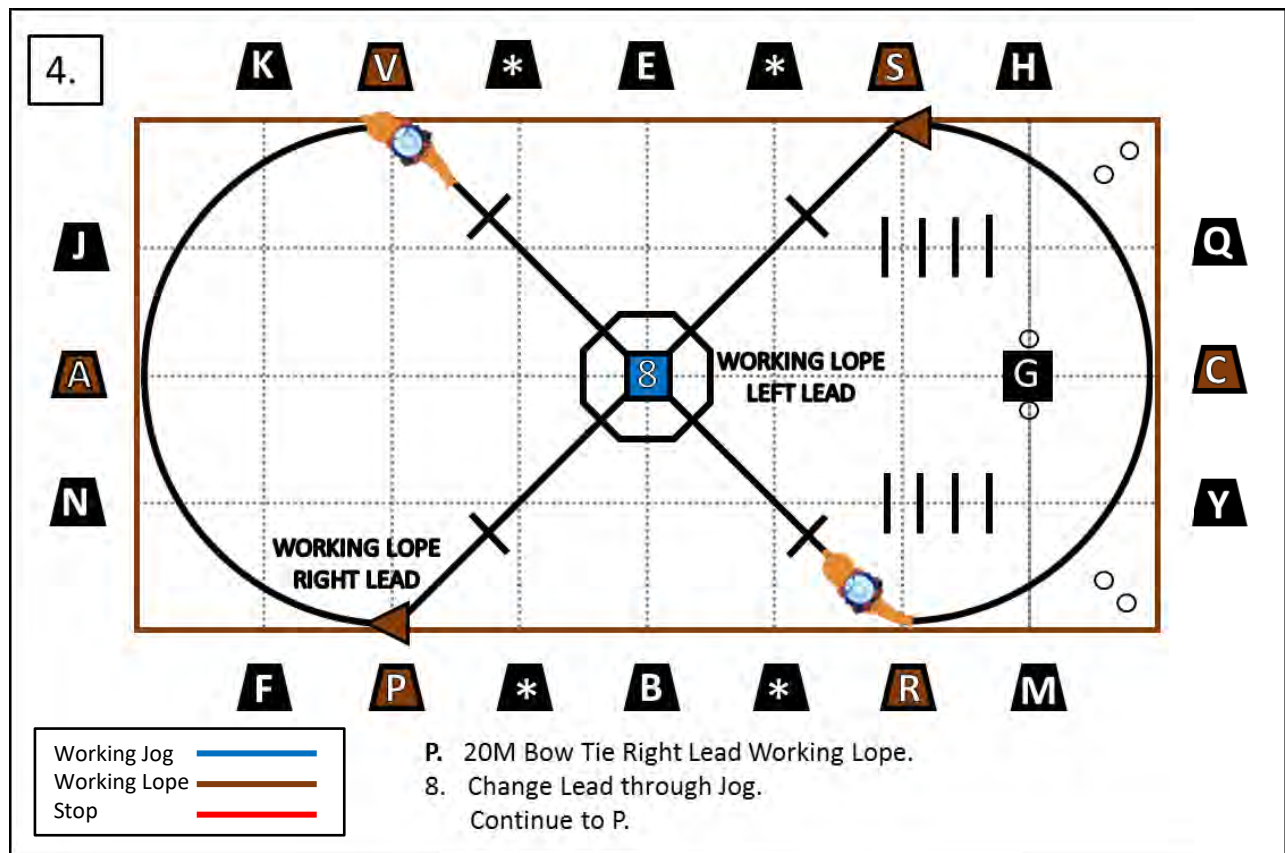 4.
K V * E * S H
J Q
A 8 G C
N Y
WORKING LOPE
LEFT LEAD
WORKING LOPE
RIGHT LEAD
F P * B * R M
Working Jog
Working Lope
Stop
P. 20M Bow Tie Right Lead Working Lope.
8. Change Lead through Jog.
Continue to P.